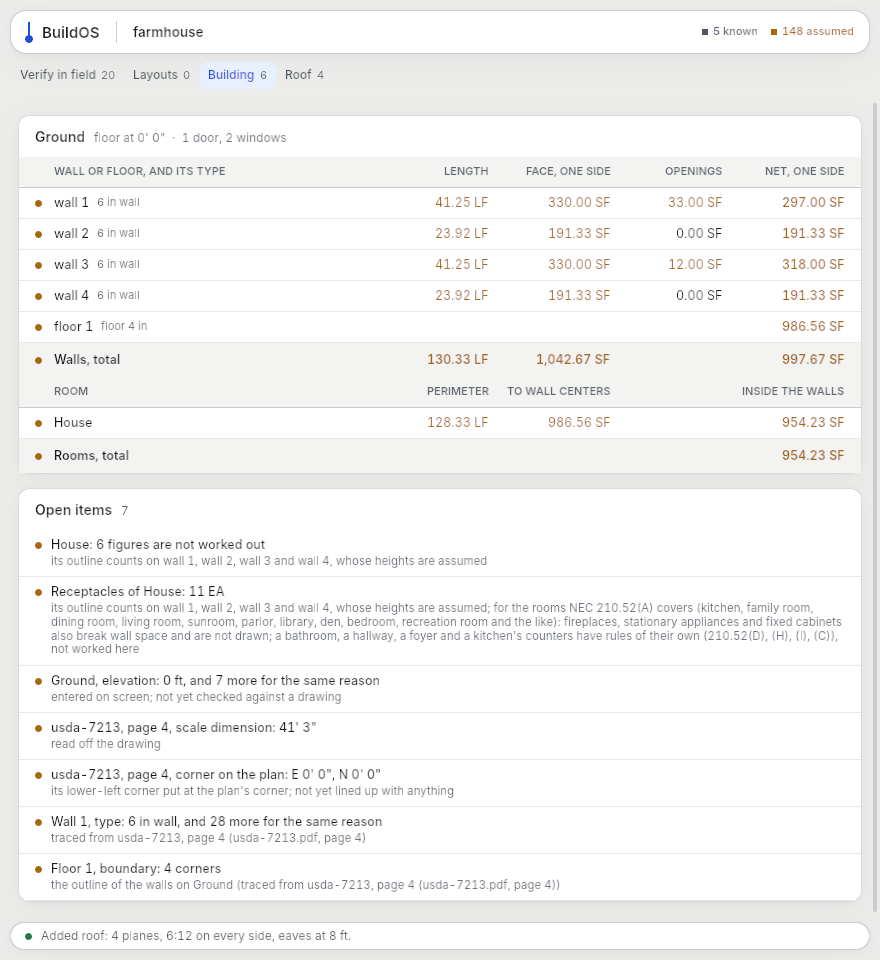 BuildOS farmhouse 5 known 148 assumed
Verify in field 20 Layouts 0 Building 6 Roof 4
Ground floor at 0' 0" · 1 door, 2 windows
WALL OR FLOOR, AND ITS TYPE LENGTH FACE, ONE SIDE OPENINGS NET, ONE SIDE
wall 1 6 in wall 41.25 LF 330.00 SF 33.00 SF 297.00 SF
wall 2 6 in wall 23.92 LF 191.33 SF 0.00 SF 191.33 SF
wall 3 6 in wall 41.25 LF 330.00 SF 12.00 SF 318.00 SF
wall 4 6 in wall 23.92 LF 191.33 SF 0.00 SF 191.33 SF
floor 1 floor 4 in 986.56 SF
Walls, total 130.33 LF 1,042.67 SF 997.67 SF
ROOM PERIMETER TO WALL CENTERS INSIDE THE WALLS
House 128.33 LF 986.56 SF 954.23 SF
Rooms, total 954.23 SF
Open items 7
House: 6 figures are not worked out
its outline counts on wall 1, wall 2, wall 3 and wall 4, whose heights are assumed
Receptacles of House: 11 EA
its outline counts on wall 1, wall 2, wall 3 and wall 4, whose heights are assumed; for the rooms NEC 210.52(A) covers (kitchen, family room,
dining room, living room, sunroom, parlor, library, den, bedroom, recreation room and the like): fireplaces, stationary appliances and fixed cabinets
also break wall space and are not drawn; a bathroom, a hallway, a foyer and a kitchen's counters have rules of their own (210.52(D), (H), (I), (C)),
not worked here
Ground, elevation: 0 ft, and 7 more for the same reason
entered on screen; not yet checked against a drawing
usda-7213, page 4, scale dimension: 41' 3"
read off the drawing
usda-7213, page 4, corner on the plan: E 0' 0", N 0' 0"
its lower-left corner put at the plan's corner; not yet lined up with anything
Wall 1, type: 6 in wall, and 28 more for the same reason
traced from usda-7213, page 4 (usda-7213.pdf, page 4)
Floor 1, boundary: 4 corners
the outline of the walls on Ground (traced from usda-7213, page 4 (usda-7213.pdf, page 4))
Added roof: 4 planes, 6:12 on every side, eaves at 8 ft.